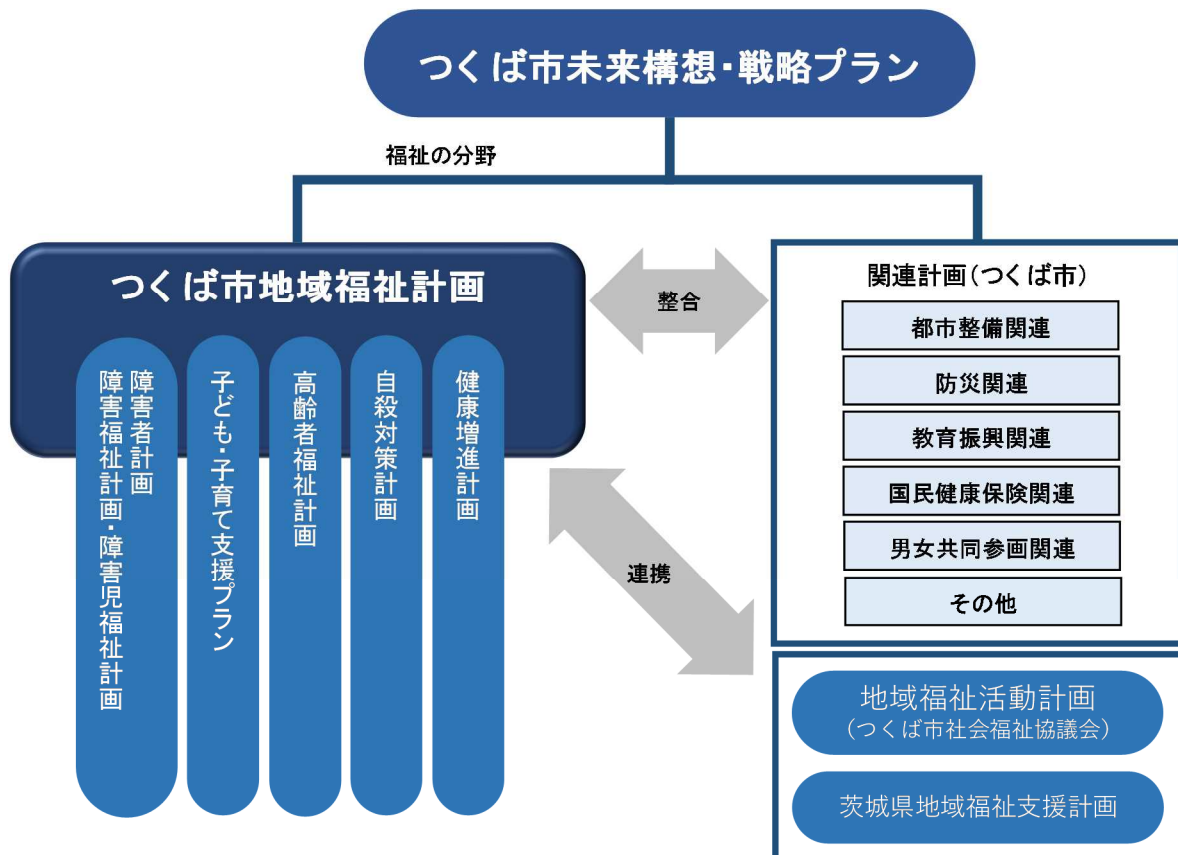 つくば市未来構想・戦略プラン
福祉の分野
つくば市地域福祉計画
障害者計画
障害福祉計画・障害児福祉計画
子ども・子育て支援プラン
高齢者福祉計画
自殺対策計画
健康増進計画
整合
連携
関連計画（つくば市）
都市整備関連
防災関連
教育振興関連
国民健康保険関連
男女共同参画関連
その他
地域福祉活動計画
（つくば市社会福祉協議会）
茨城県地域福祉支援計画